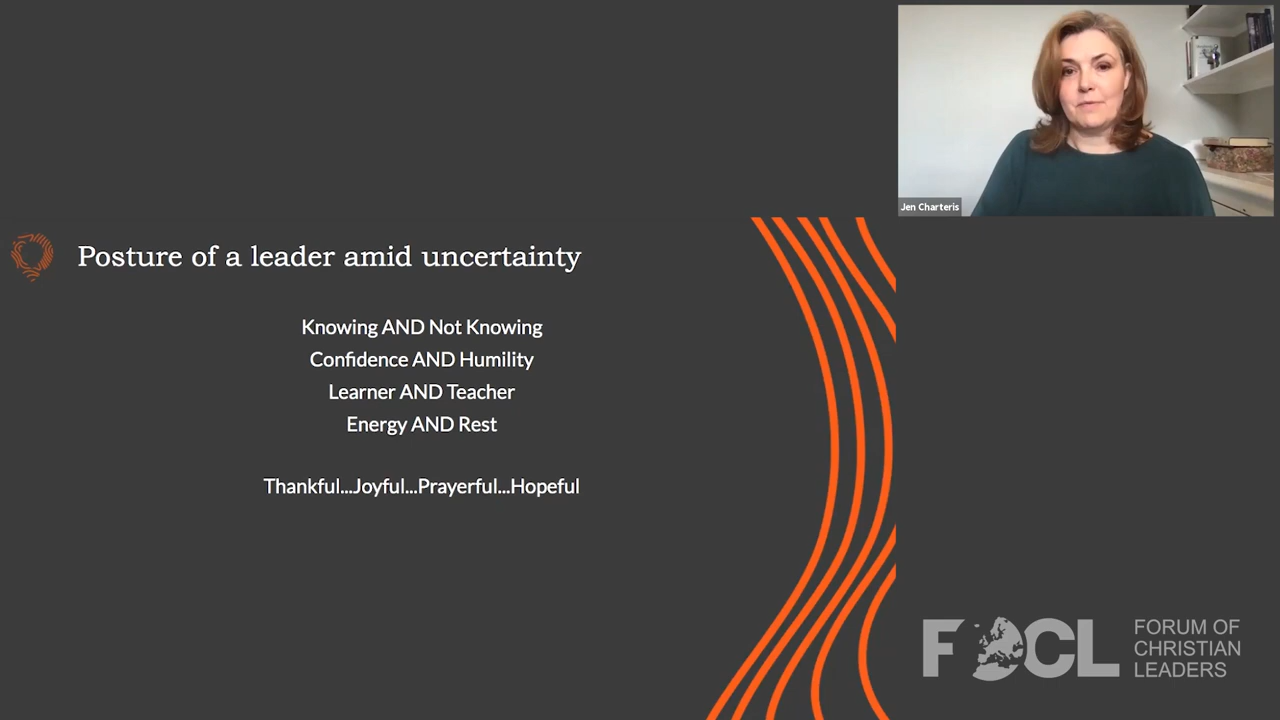 Jen Charteris
Posture of a leader amid uncertainty
Knowing AND Not Knowing
Confidence AND Humility
Learner AND Teacher
Energy AND Rest
Thankful...Joyful...Prayerful...Hopeful
FOCL
FORUM OF
CHRISTIAN
LEADERS